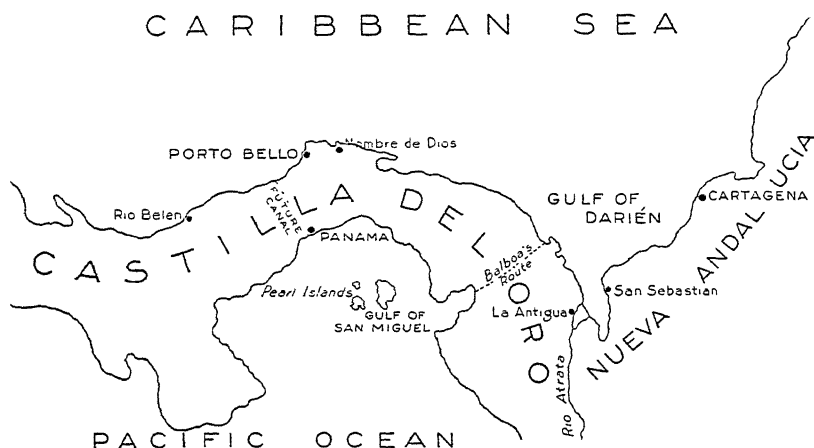 CARIBBEAN SEA
PORTO BELLO
Nombre de Dios
Rio Belen
FUTURE
CANAL
PANAMA
CASTILLA DEL ORO
GULF OF
DARIÉN
CARTAGENA
NUEVA ANDALUCIA
Balboa's
Route
Pearl Islands
GULF OF
SAN MIGUEL
San Sebastian
La Antigua
Rio Atrata
PACIFIC OCEAN